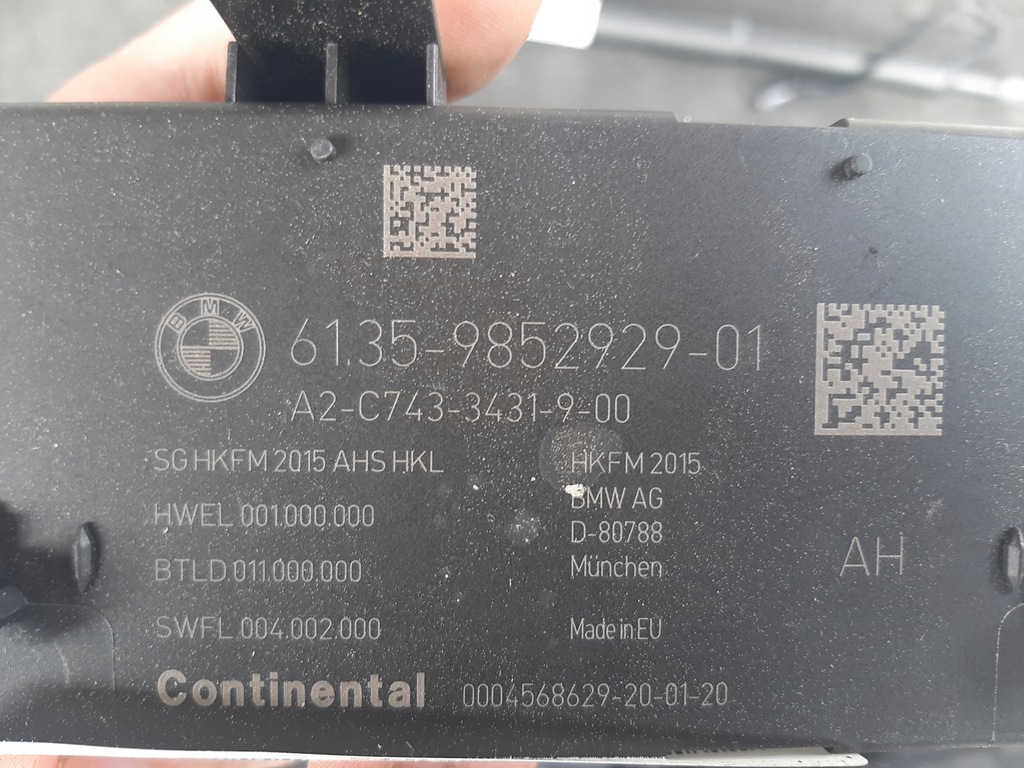 BMW
61.35-9852929-01
A2-C743-3431-9-00
SG HKFM 2015 AHS HKL
HWEL 001.000.000
BTLD 011.000.000
SWFL 004.002.000
HKFM 2015
BMW AG
D-80788
München
Made in EU
AH
Continental 0004568629-20-01-20